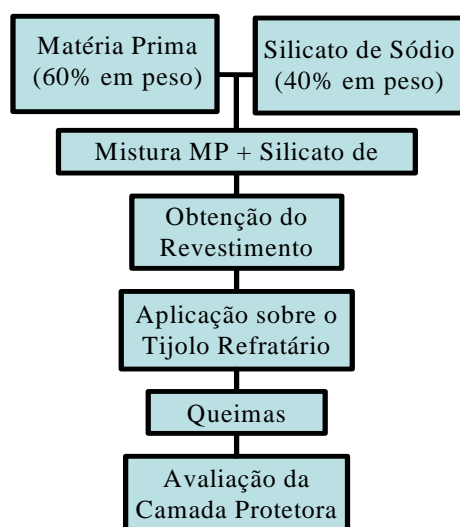 Matéria Prima
(60% em peso)
Silicato de Sódio
(40% em peso)
Mistura MP + Silicato de
Obtenção do
Revestimento
Aplicação sobre o
Tijolo Refratário
Queimas
Avaliação da
Camada Protetora